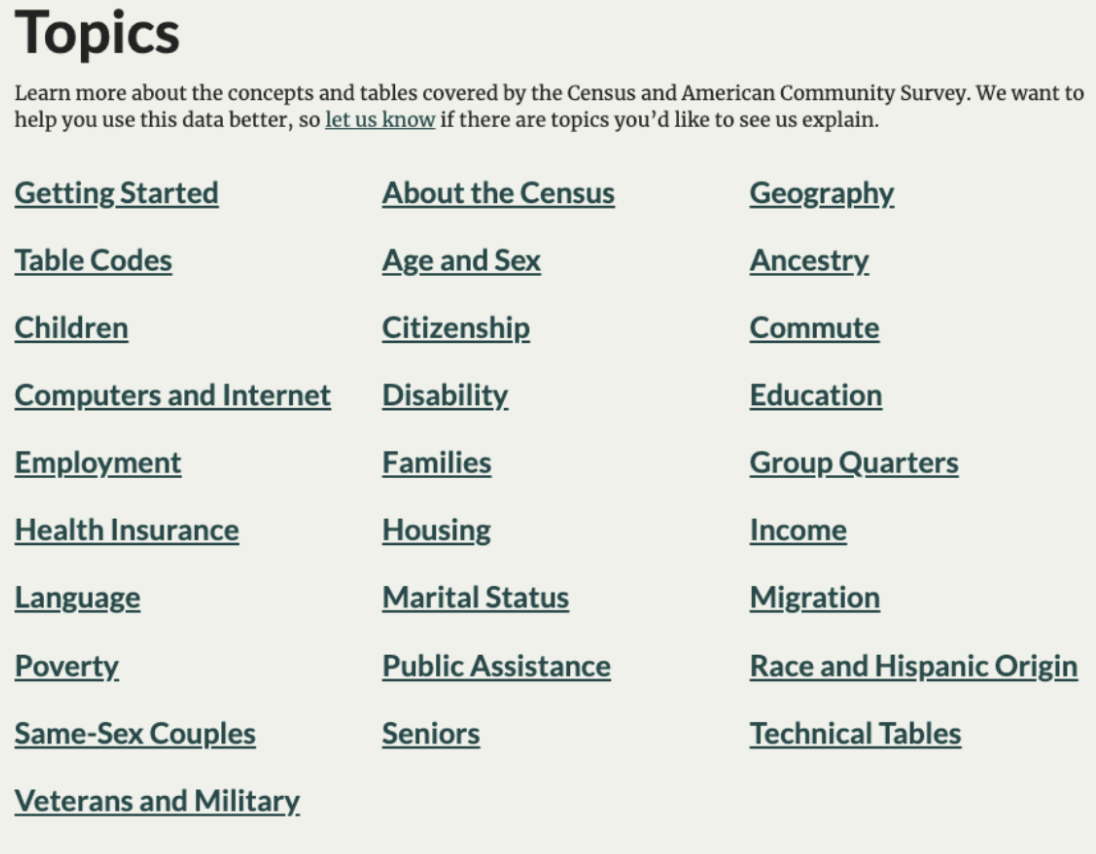 Topics
Learn more about the concepts and tables covered by the Census and American Community Survey. We want to
help you use this data better, so let us know if there are topics you’d like to see us explain.
Getting Started About the Census Geography
Table Codes Age and Sex Ancestry
Children Citizenship Commute
Computers and Internet Disability Education
Employment Families Group Quarters
Health Insurance Housing Income
Language Marital Status Migration
Poverty Public Assistance Race and Hispanic Origin
Same-Sex Couples Seniors Technical Tables
Veterans and Military